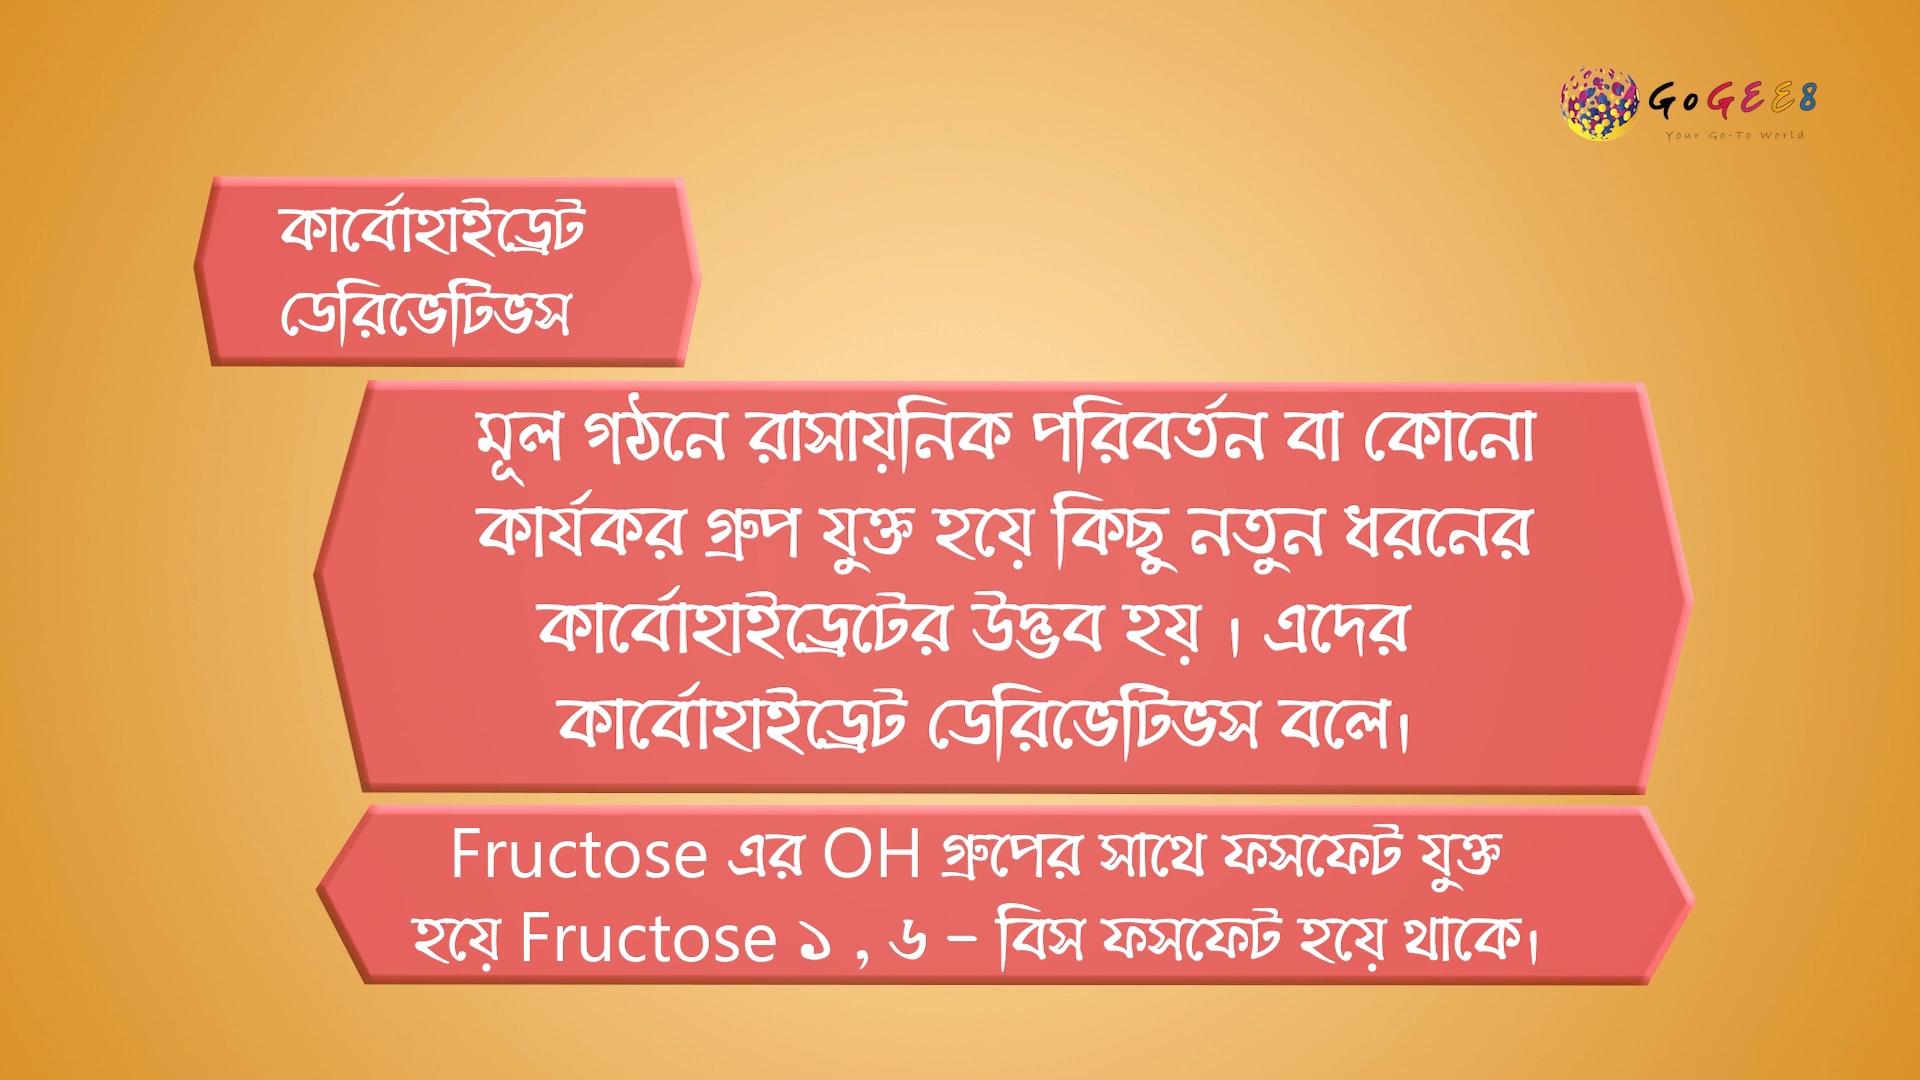 GoGEE8
Your Go-To World
কার্বোহাইড্রেট
ডেরিভেটিভস
মূল গঠনে রাসায়নিক পরিবর্তন বা কোনো
কার্যকর গ্রুপ যুক্ত হয়ে কিছু নতুন ধরনের
কার্বোহাইড্রেটের উদ্ভব হয় । এদের
কার্বোহাইড্রেট ডেরিভেটিভস বলে।
Fructose এর OH গ্রুপের সাথে ফসফেট যুক্ত
হয়ে Fructose ১ , ৬ – বিস ফসফেট হয়ে থাকে।